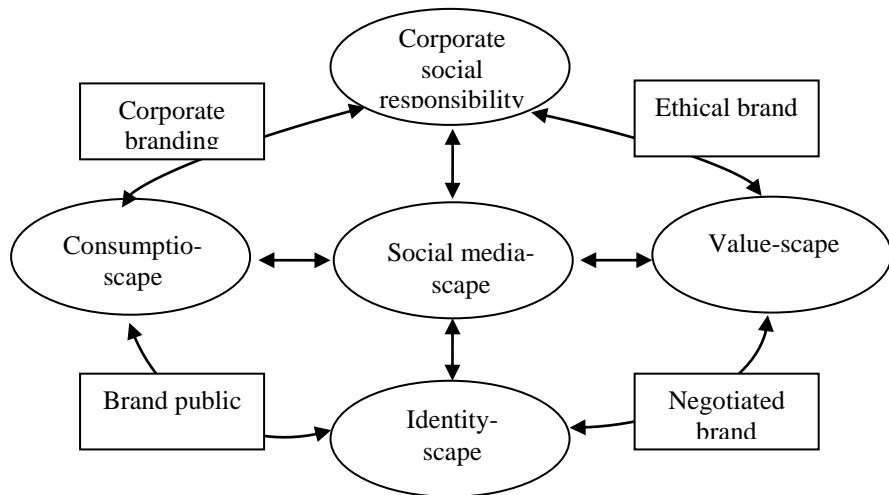 Corporate
social
responsibility
Corporate
branding
Ethical brand
Consumptio-
scape
Social media-
scape
Value-scape
Brand public
Identity-
scape
Negotiated
brand